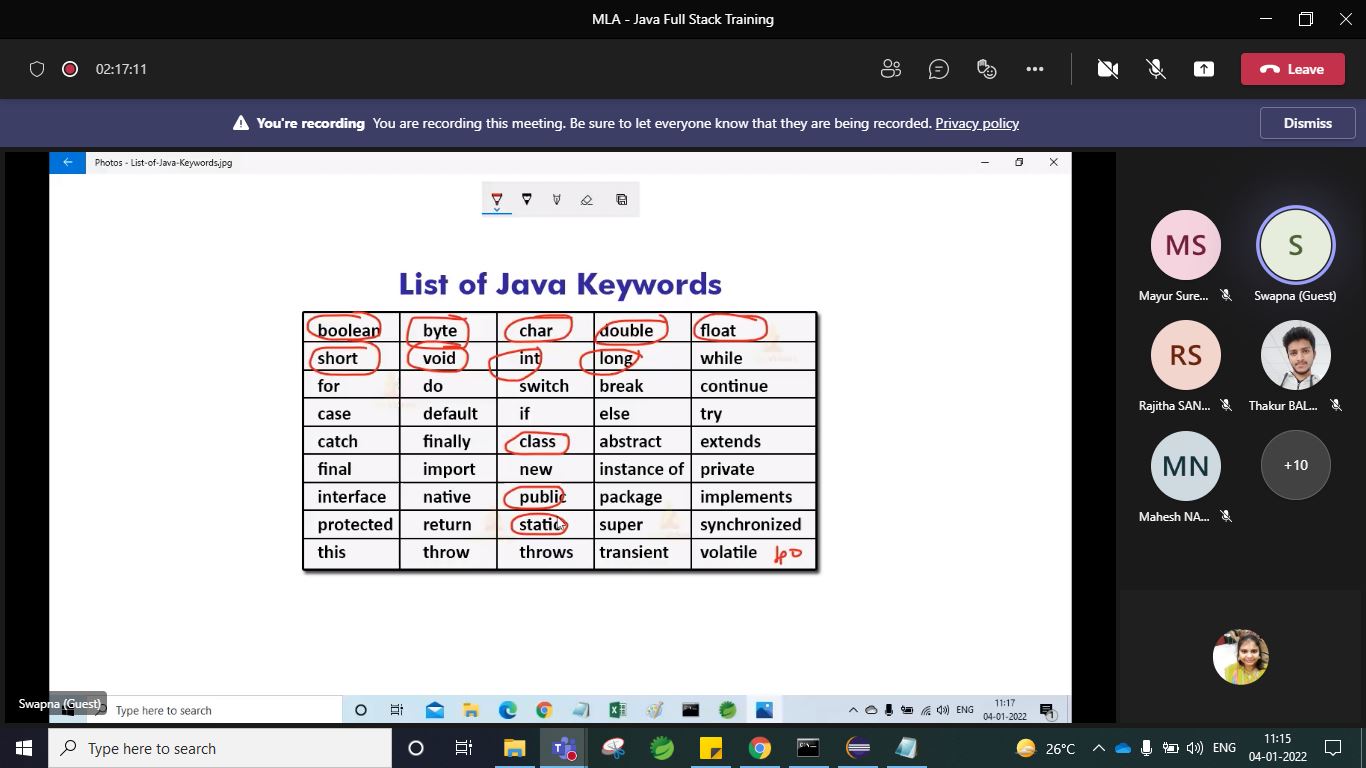 MLA - Java Full Stack Training
02:17:11
Leave
You're recording You are recording this meeting. Be sure to let everyone know that they are being recorded. Privacy policy
Dismiss
Photos - List-of-Java-Keywords.jpg
List of Java Keywords
boolean byte char double float
short void int long while
for do switch break continue
case default if else try
catch finally class abstract extends
final import new instance of private
interface native public package implements
protected return static super synchronized
this throw throws transient volatile 40
MS
S
Mayur Sure...
Swapna (Guest)
RS
Rajitha SAN...
Thakur BAL...
MN
+10
Mahesh NA...
Swapna (Guest)
Type here to search
ENG
11:17
04-01-2022
1
Type here to search
26°C
ENG
11:15
04-01-2022